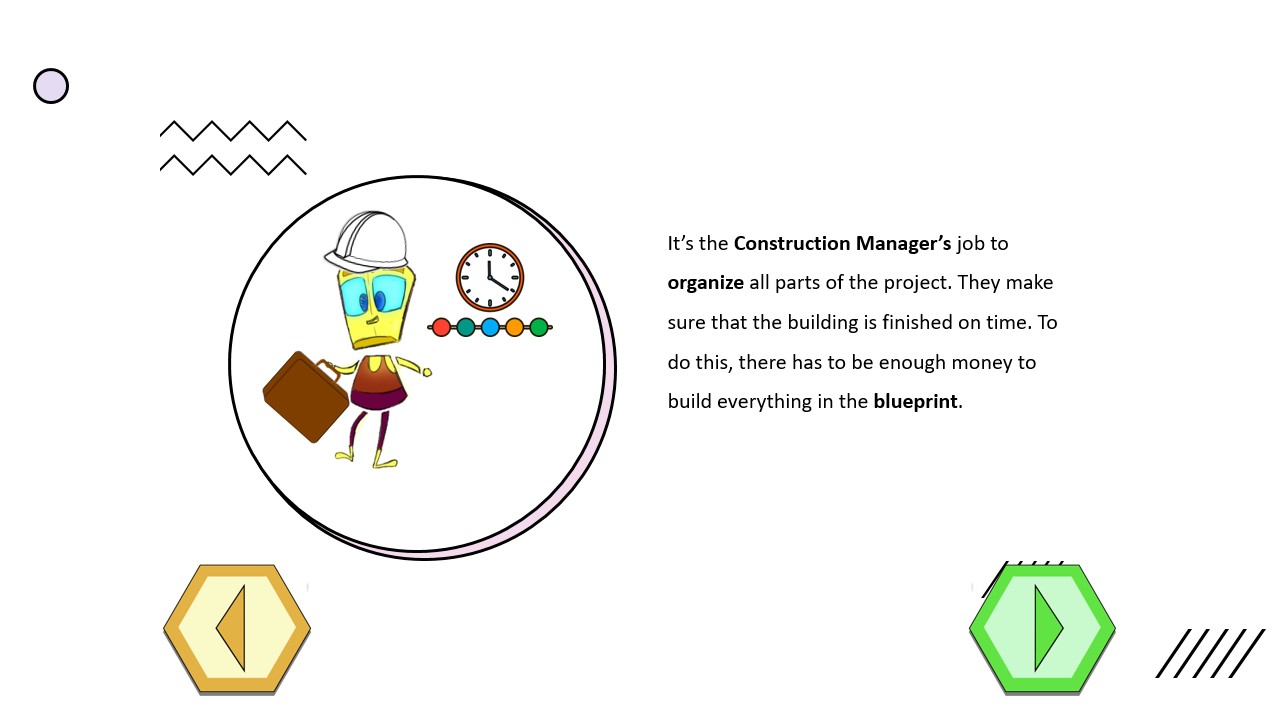 It’s the Construction Manager’s job to
organize all parts of the project. They make
sure that the building is finished on time. To
do this, there has to be enough money to
build everything in the blueprint.